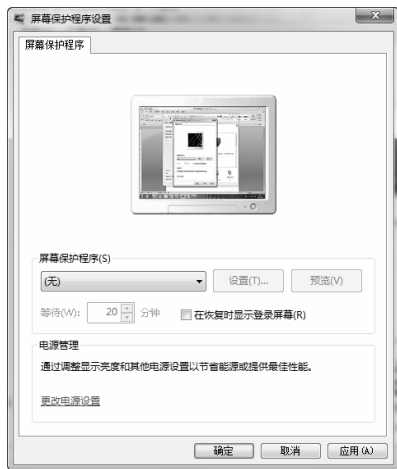 屏幕保护程序设置
屏幕保护程序
屏幕保护程序(S)
(无)
设置(T)...
预览(V)
等待(W):
20
分钟
在恢复时显示登录屏幕(R)
电源管理
通过调整显示亮度和其他电源设置以节省能源或提供最佳性能。
更改电源设置
确定
取消
应用(A)